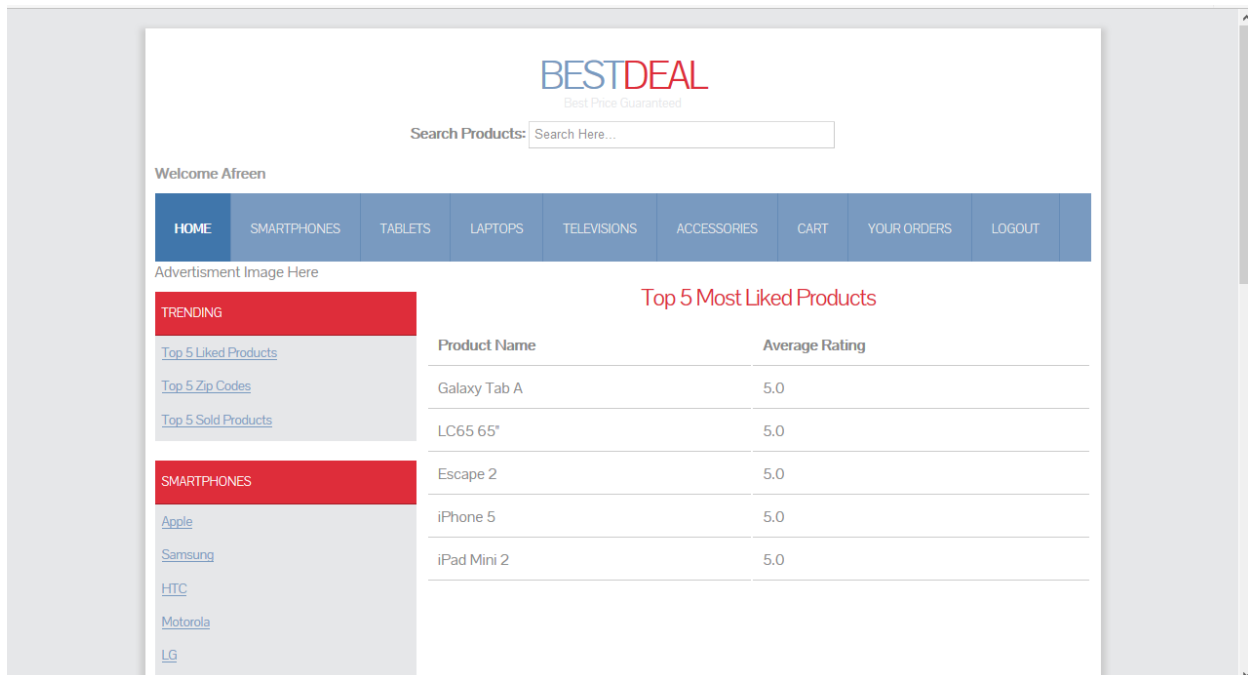 BESTDEAL
Best Price Guaranteed
Search Products: Search Here...
Welcome Afreen
HOME SMARTPHONES TABLETS LAPTOPS TELEVISIONS ACCESSORIES CART YOUR ORDERS LOGOUT
Advertisment Image Here
TRENDING
Top 5 Liked Products
Top 5 Zip Codes
Top 5 Sold Products
SMARTPHONES
Apple
Samsung
HTC
Motorola
LG
Top 5 Most Liked Products
Product Name Average Rating
Galaxy Tab A 5.0
LC65 65" 5.0
Escape 2 5.0
iPhone 5 5.0
iPad Mini 2 5.0